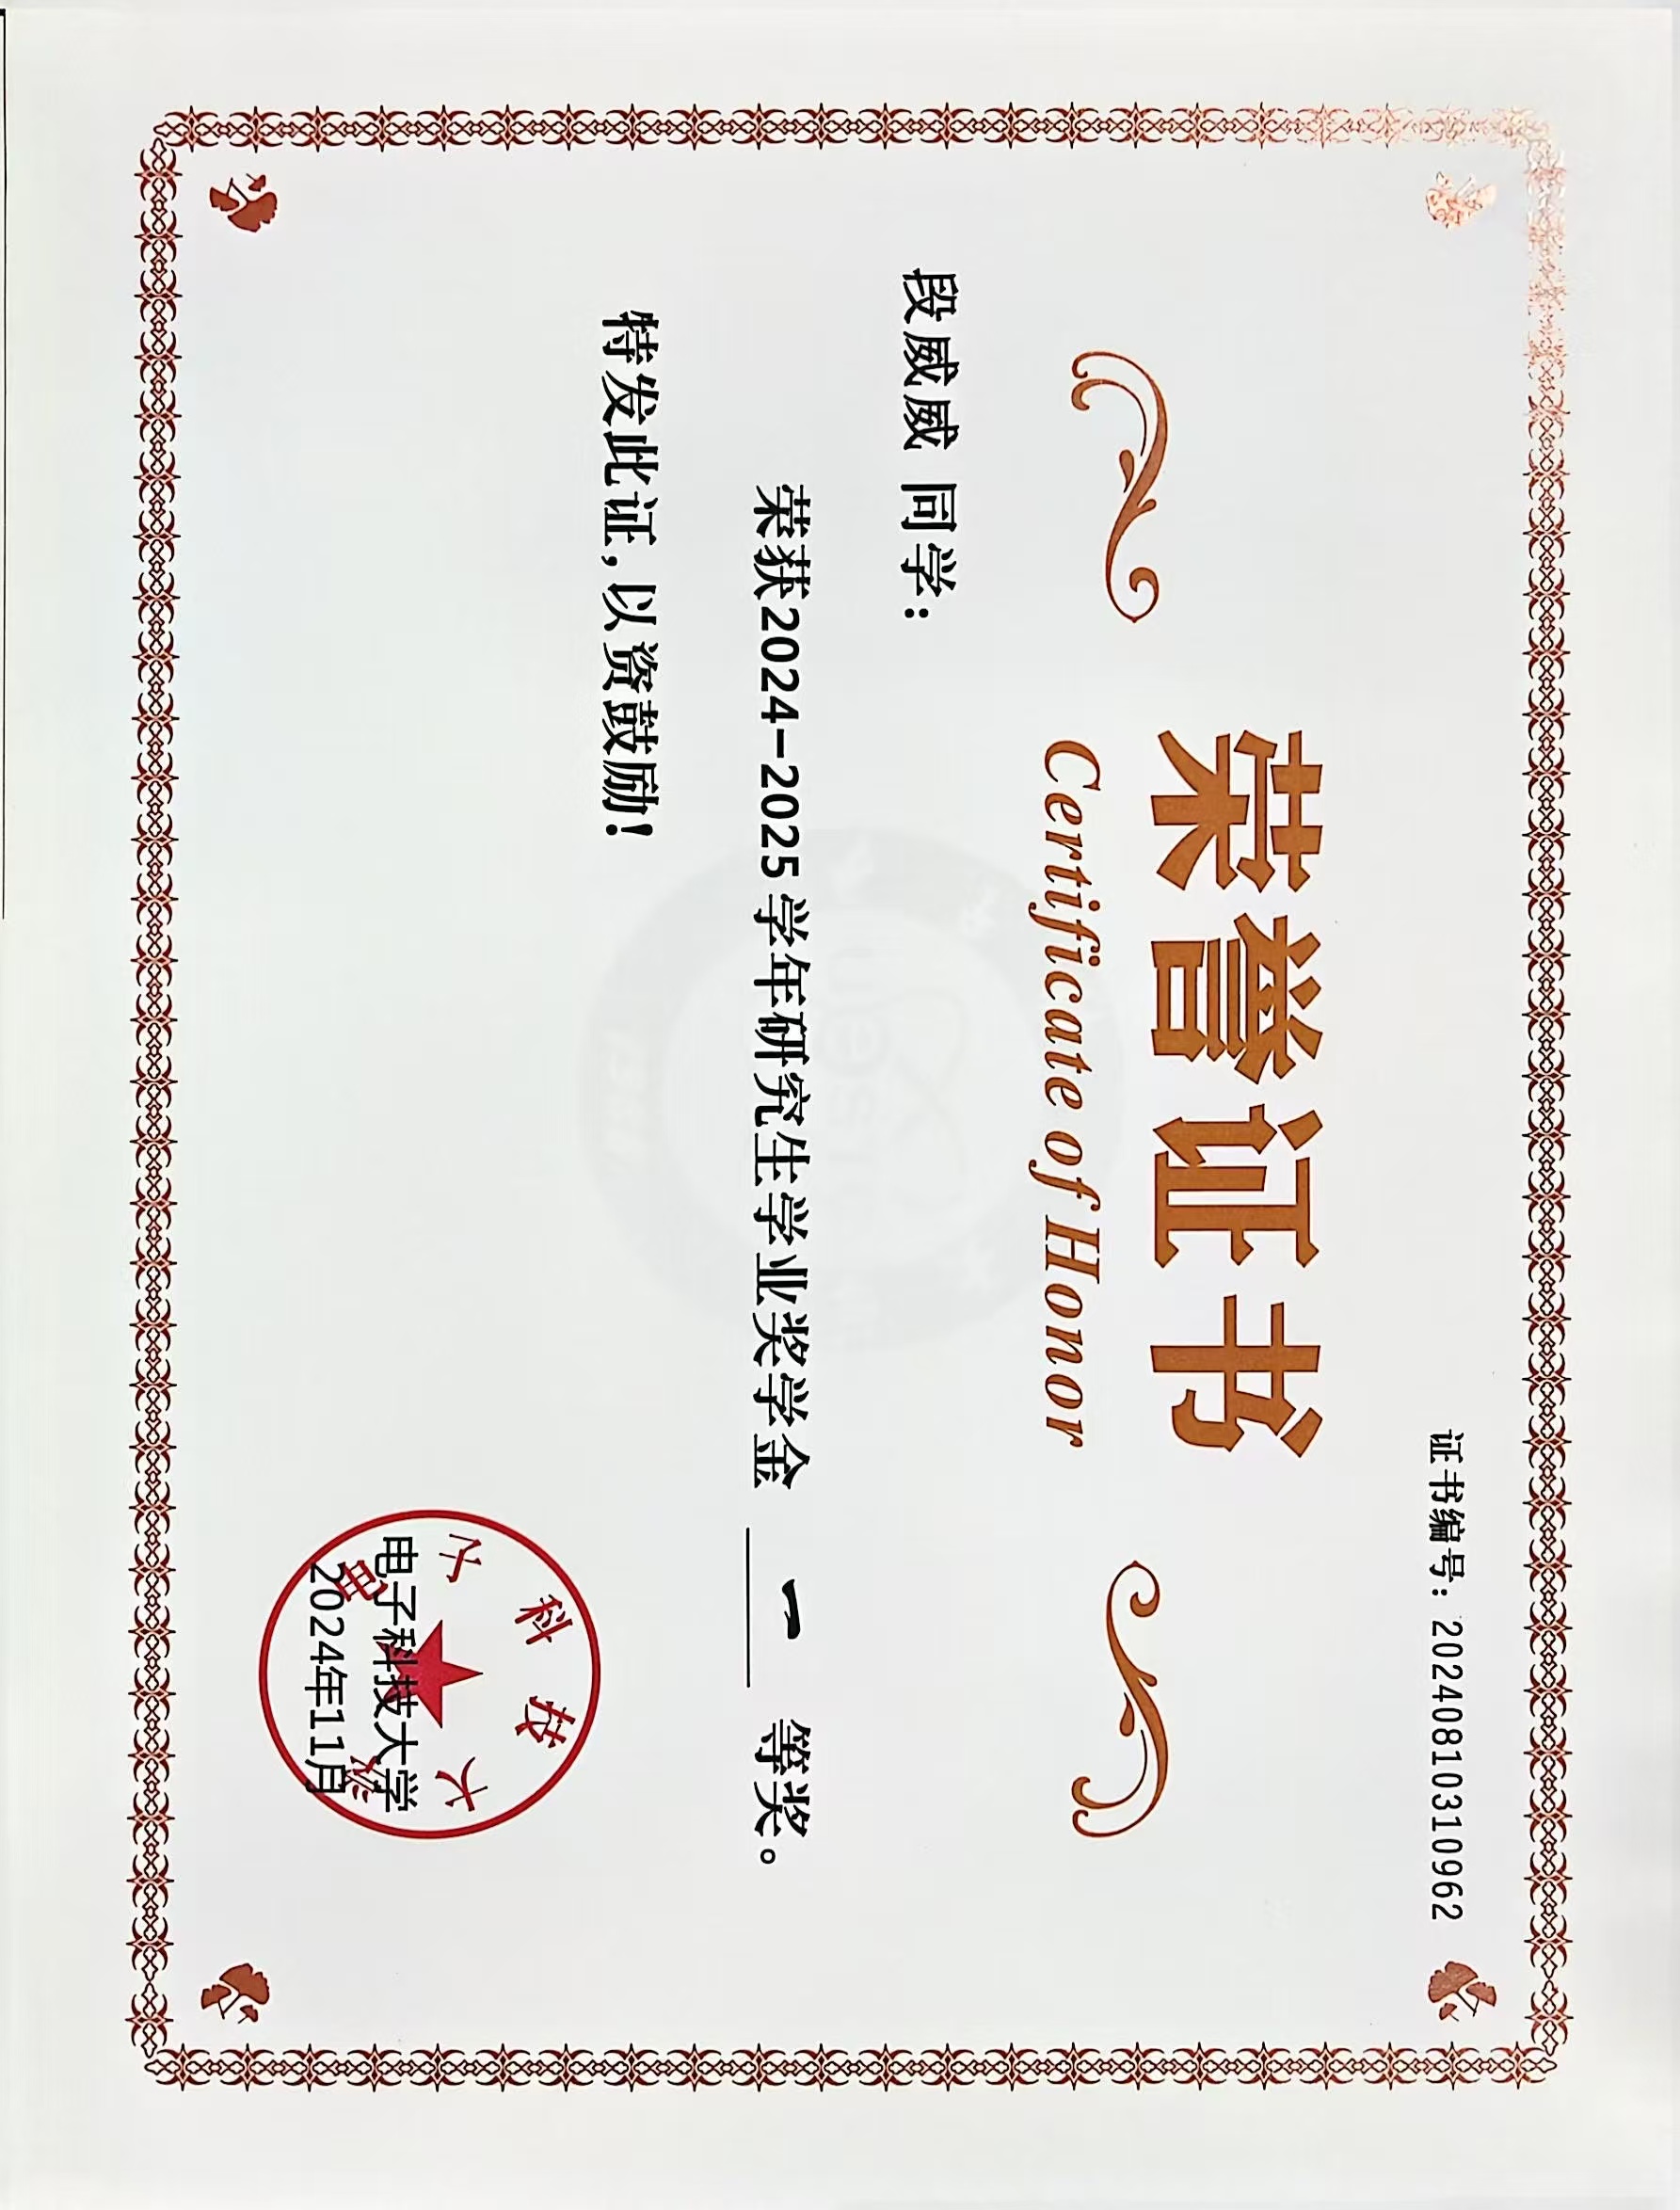 证书编号：20240810310962
荣誉证书
Certificate of Honor
段威威 同学：
荣获2024-2025学年研究生学业奖学金 一 等奖。
特发此证，以资鼓励！
电子科技大学
电子科技大学
2024年11月